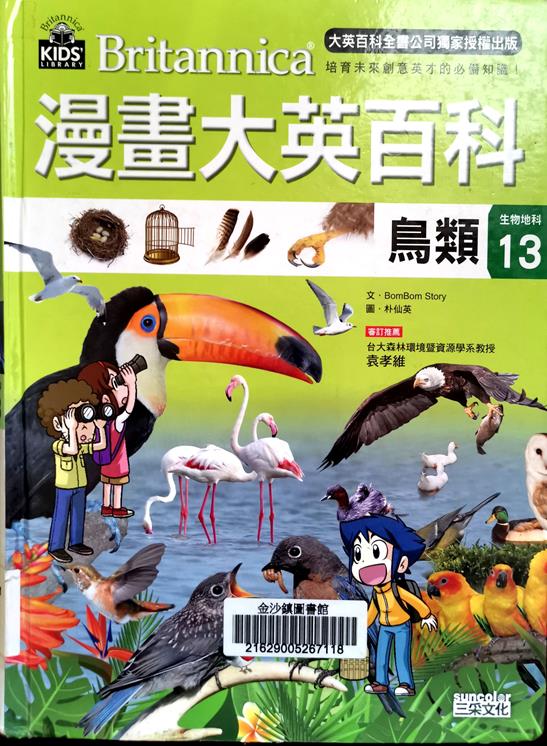 Britannica
KIDS'
LIBRARY
Britannica®
大英百科全書公司獨家授權出版
培育未來創意英才的必備知識！
漫畫大英百科
鳥類
生物地科
13
文．BomBom Story
圖．朴仙英
審訂推薦
台大森林環境暨資源學系教授
袁孝維
金沙鎮圖書館
21629005267118
suncolor
三采文化